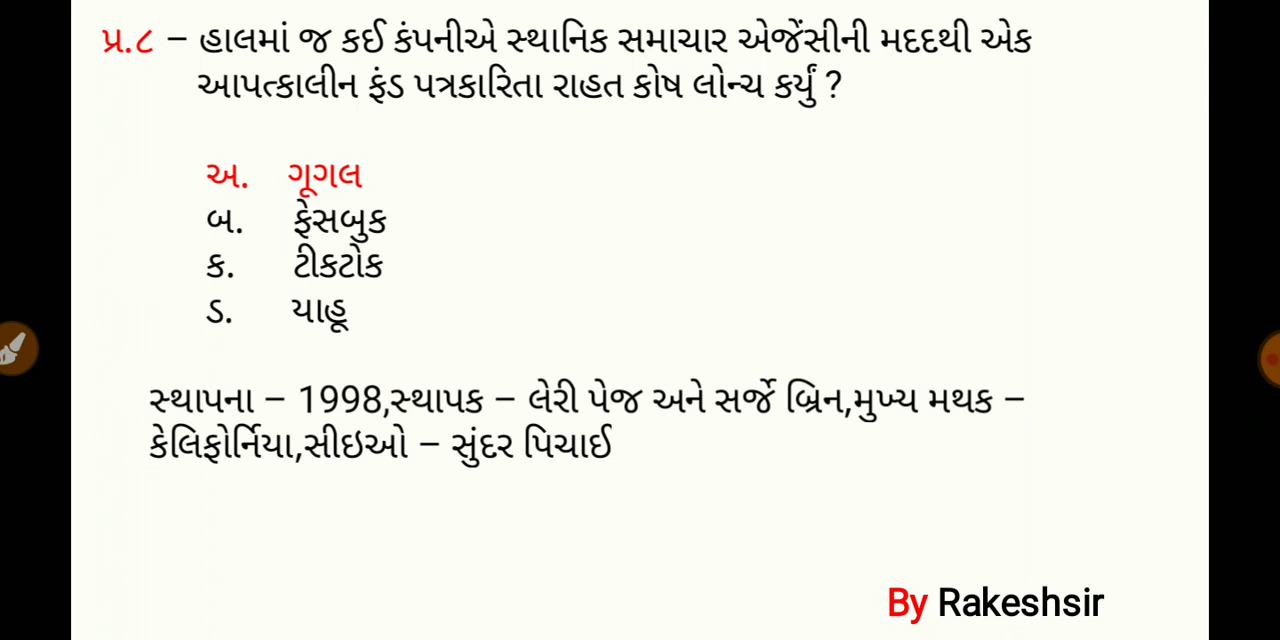 પ્ર.૮ – હાલમાં જ કઈ કંપનીએ સ્થાનિક સમાચાર એજેંસીની મદદથી એક
આપત્કાલીન ફંડ પત્રકારિતા રાહત કોષ લોન્ચ કર્યું ?
અ. ગૂગલ
બ. ફેસબુક
ક. ટીકટોક
ડ. યાહૂ
સ્થાપના – 1998,સ્થાપક – લેરી પેજ અને સર્જે બ્રિન,મુખ્ય મથક –
કેલિફોર્નિયા,સીઇઓ – સુંદર પિચાઈ
By Rakeshsir